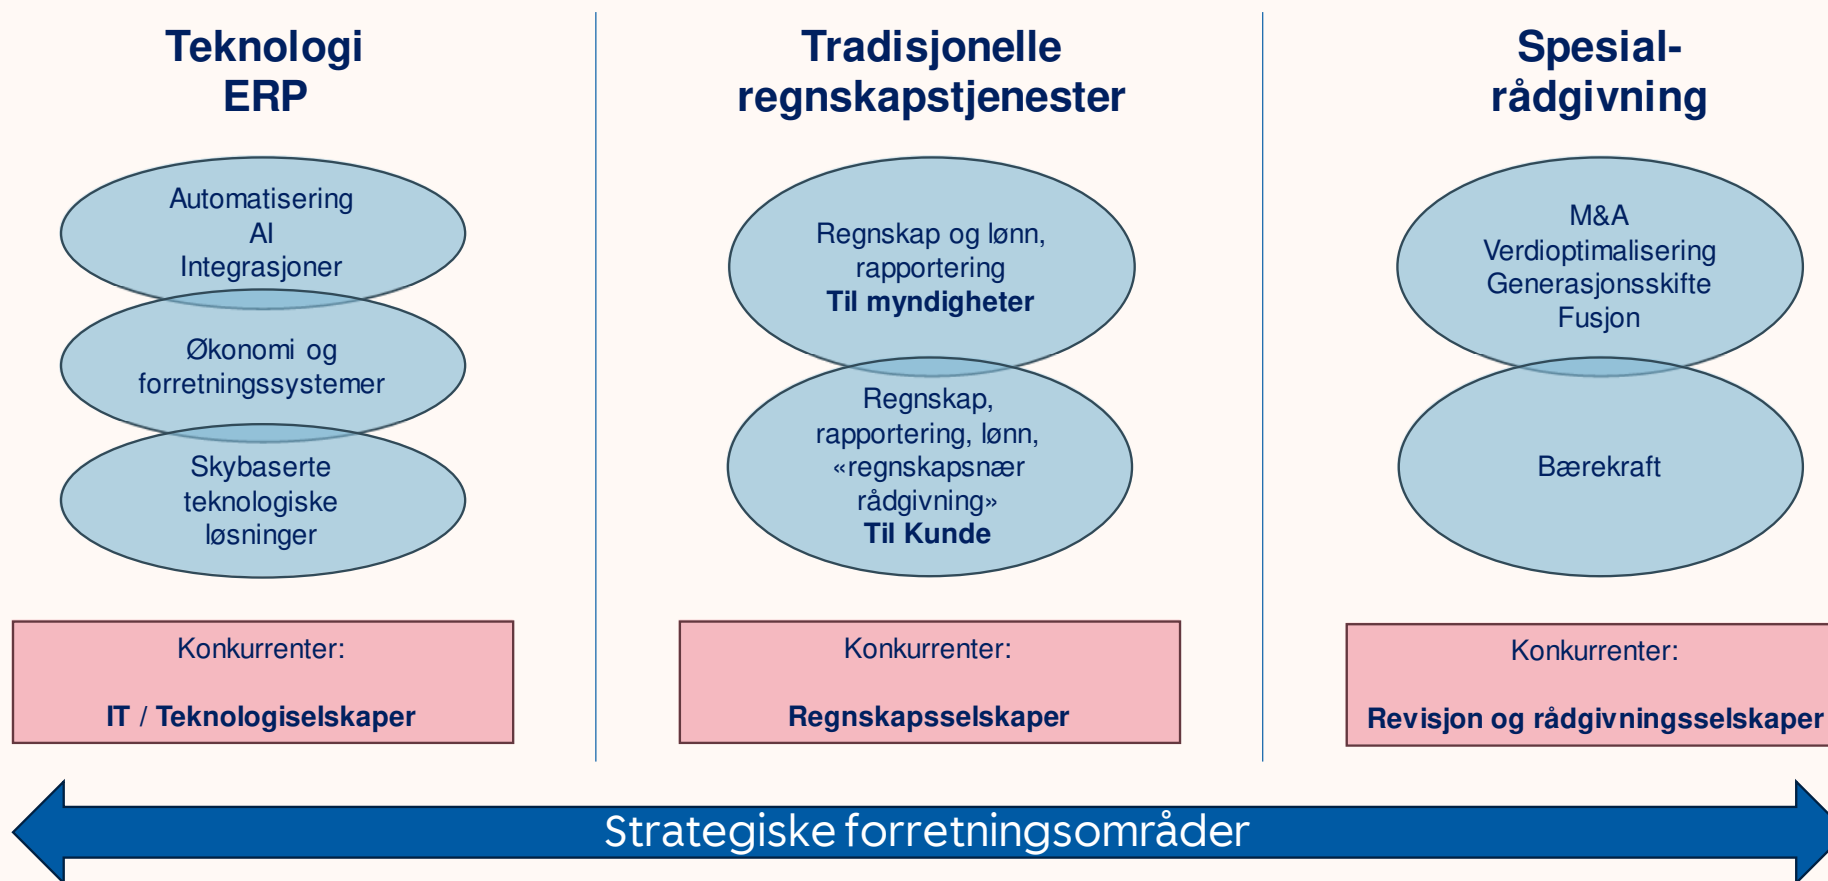 Teknologi
ERP
Automatisering
AI
Integrasjoner
Økonomi og
forretningssystemer
Skybaserte
teknologiske
løsninger
Konkurrenter:
IT / Teknologiselskaper
Tradisjonelle
regnskapstjenester
Regnskap og lønn,
rapportering
Til myndigheter
Regnskap,
rapportering, lønn,
«regnskapsnær
rådgivning»
Til Kunde
Konkurrenter:
Regnskapsselskaper
Spesial-
rådgivning
M&A
Verdioptimalisering
Generasjonsskifte
Fusjon
Bærekraft
Konkurrenter:
Revisjon og rådgivningsselskaper
Strategiske forretningsområder